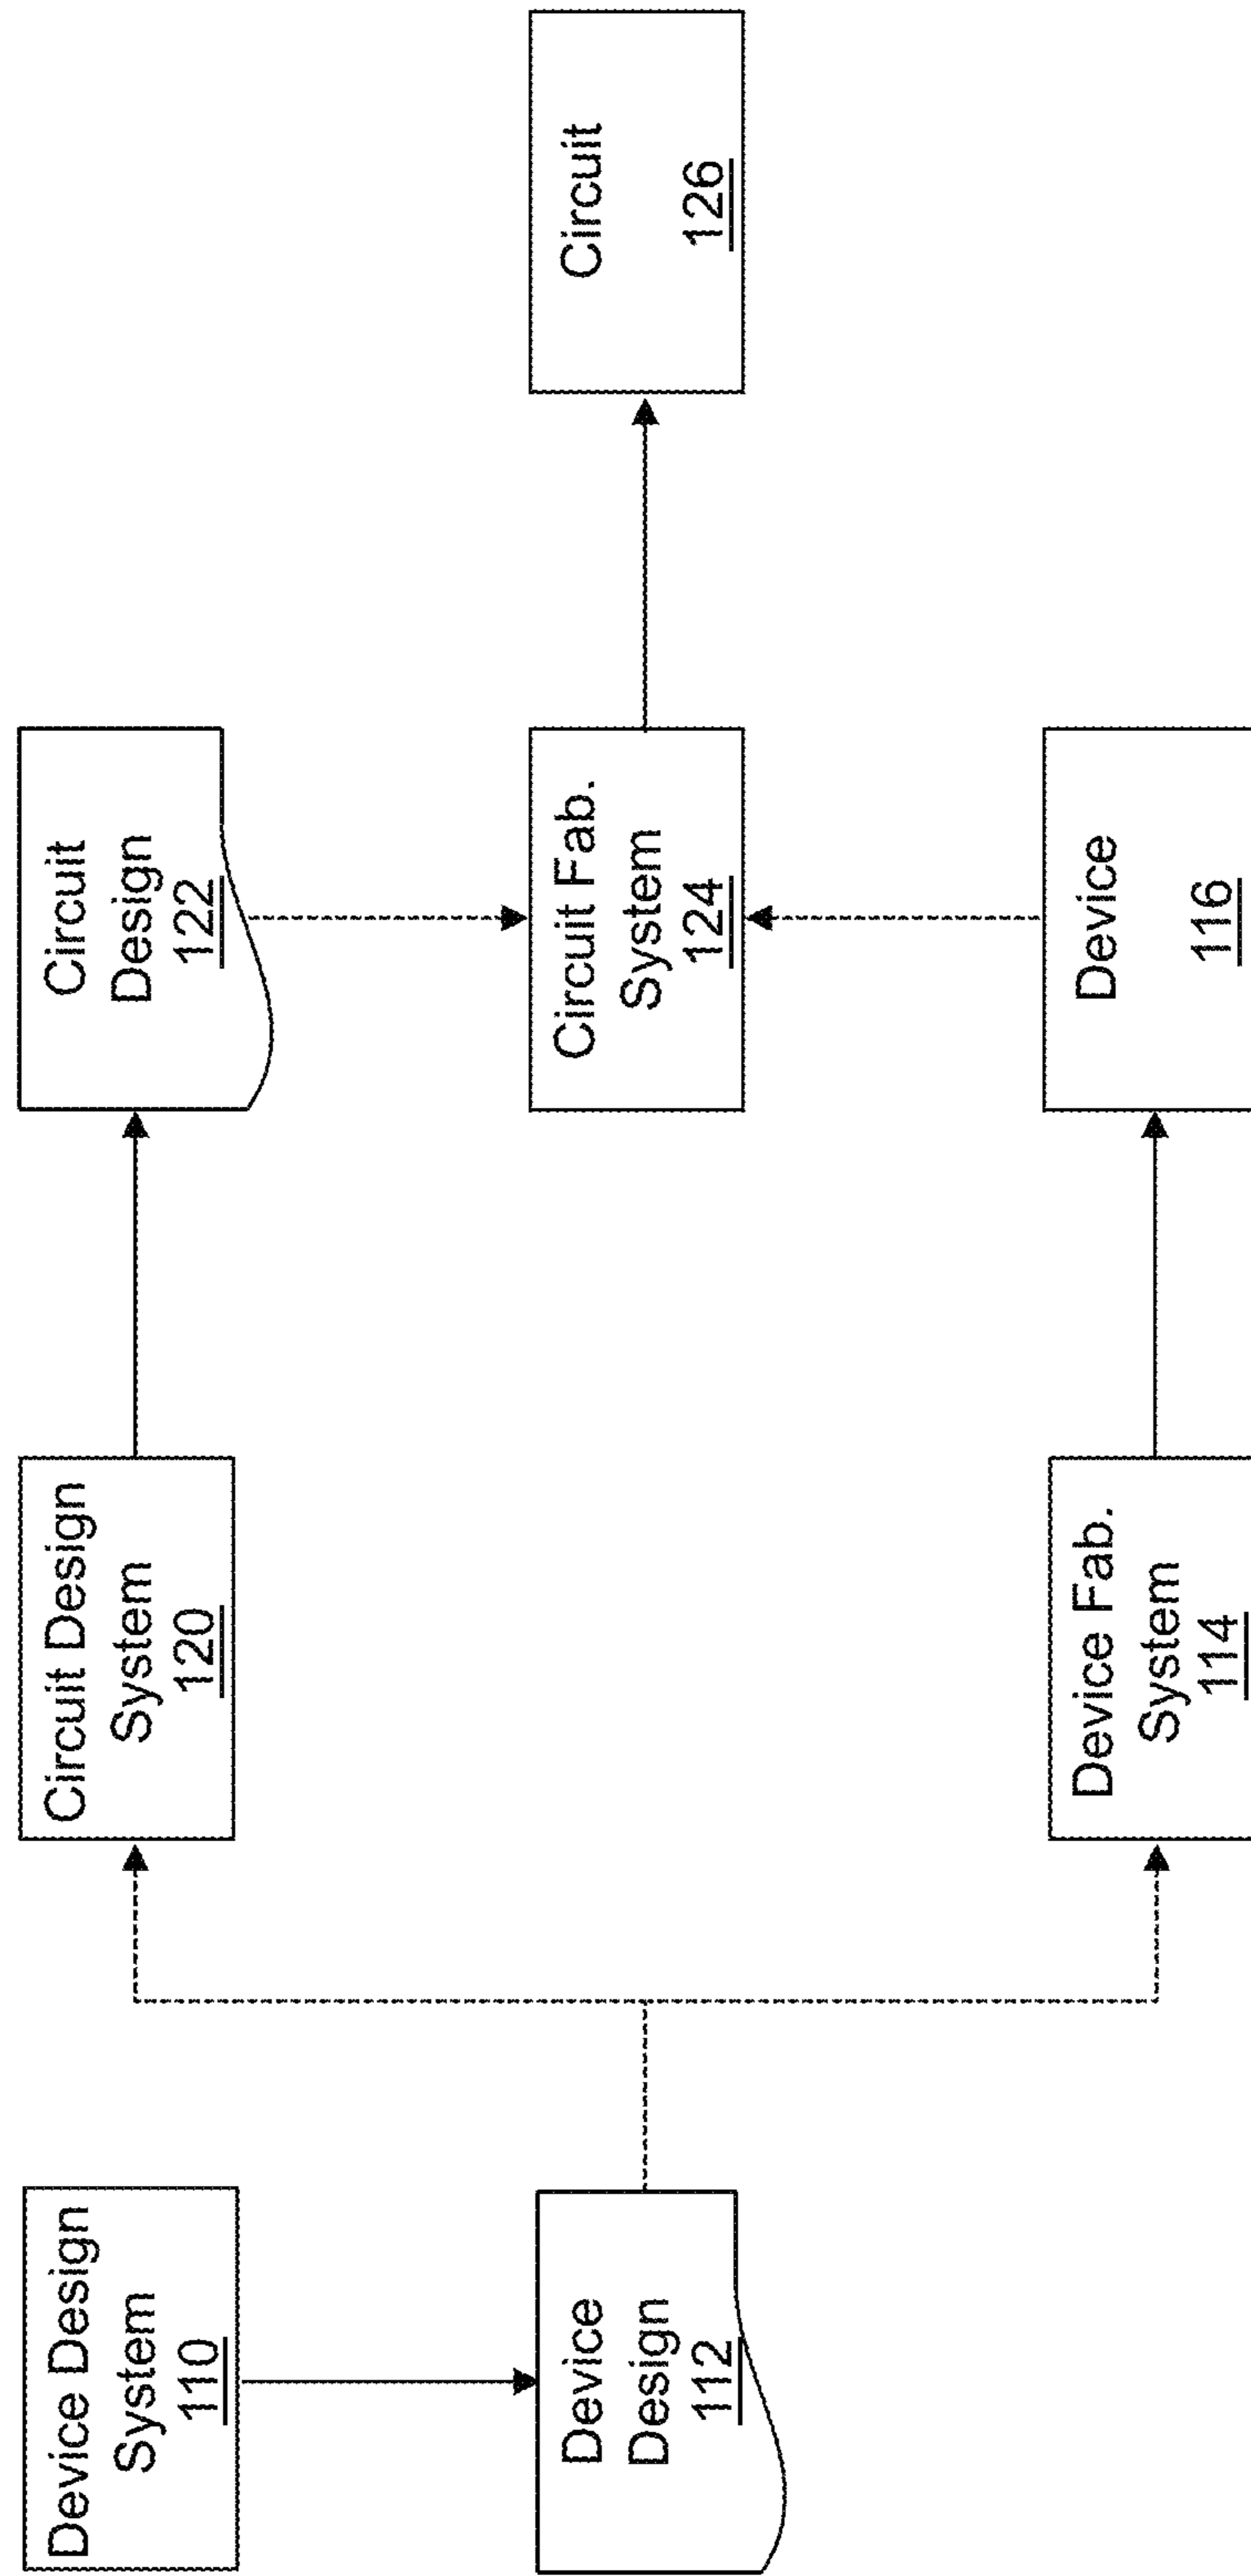 Device Design
System
110
Device
Design
112
Circuit Design
System
120
Device Fab.
System
114
Circuit
Design
122
Circuit Fab.
System
124
Device
116
Circuit
126